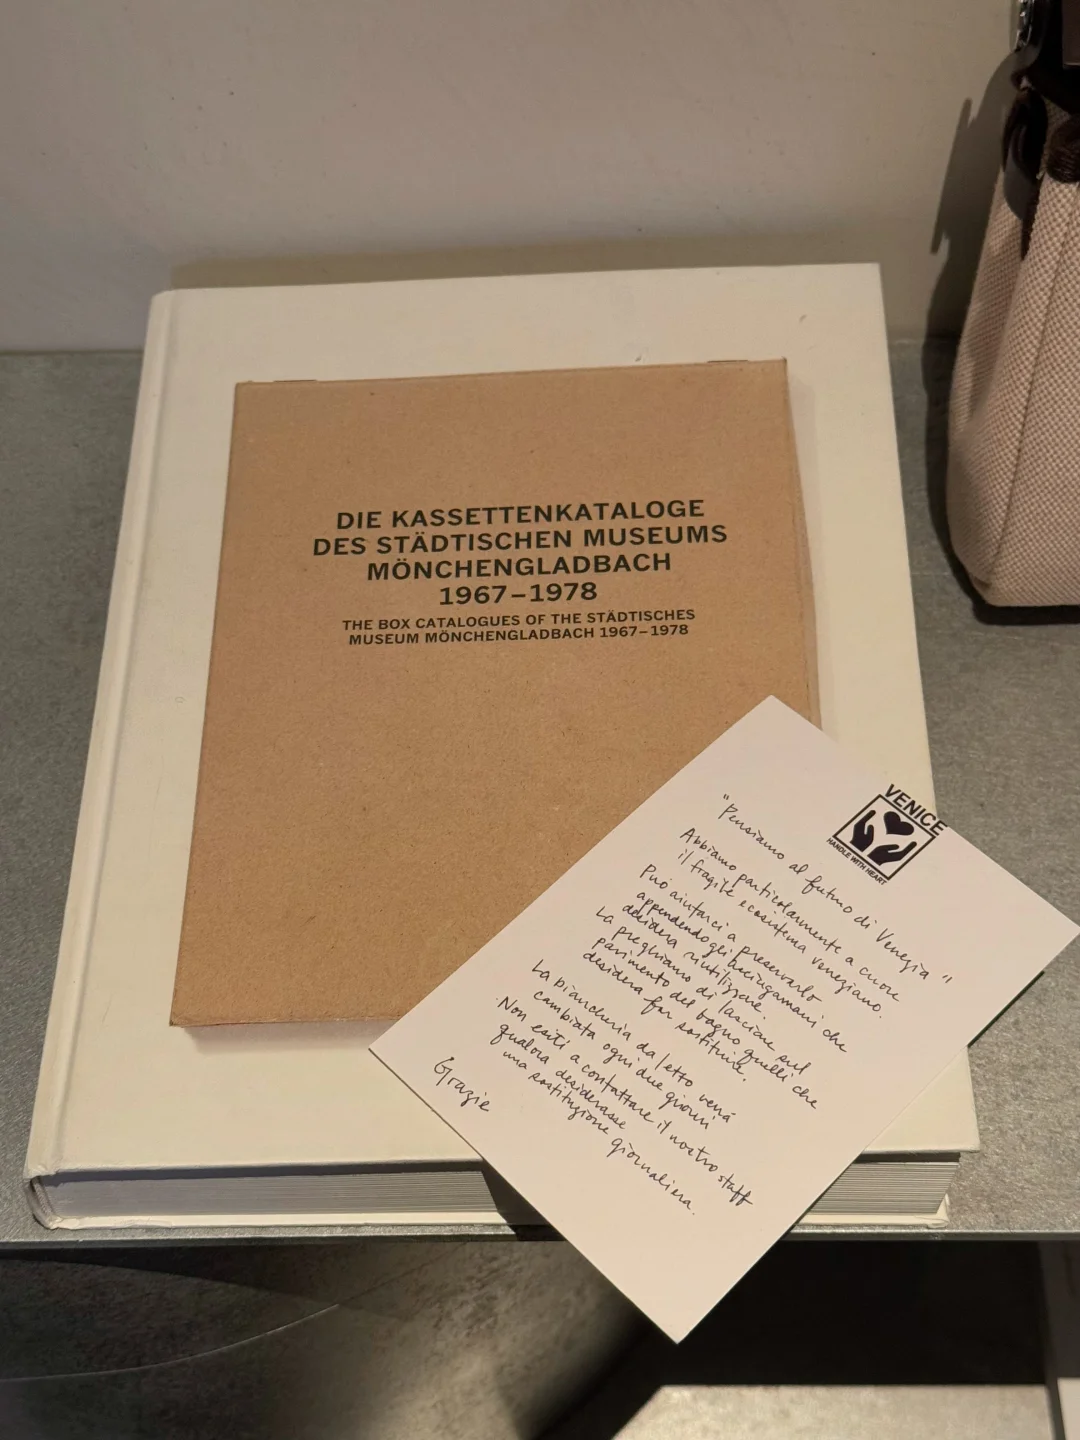 DIE KASSETTENKATALOGE
DES STÄDTISCHEN MUSEUMS
MÖNCHENGLADBACH
1967–1978
THE BOX CATALOGUES OF THE STÄDTISCHES
MUSEUM MÖNCHENGLADBACH 1967–1978
VENICE
HANDLE WITH HEART
"Pensiamo al futuro di Venezia"
Abbiamo particolarmente a cuore
il fragile ecosistema veneziano.
Può aiutarci a preservarlo
appendendo gli asciugamani che
desidera riutilizzare.
La preghiamo di lasciare sul
pavimento del bagno quelli che
desidera far sostituire.
La biancheria da letto verrà
cambiata ogni due giorni.
Non esiti a contattare il nostro staff
qualora desiderasse
una sostituzione giornaliera.
Grazie